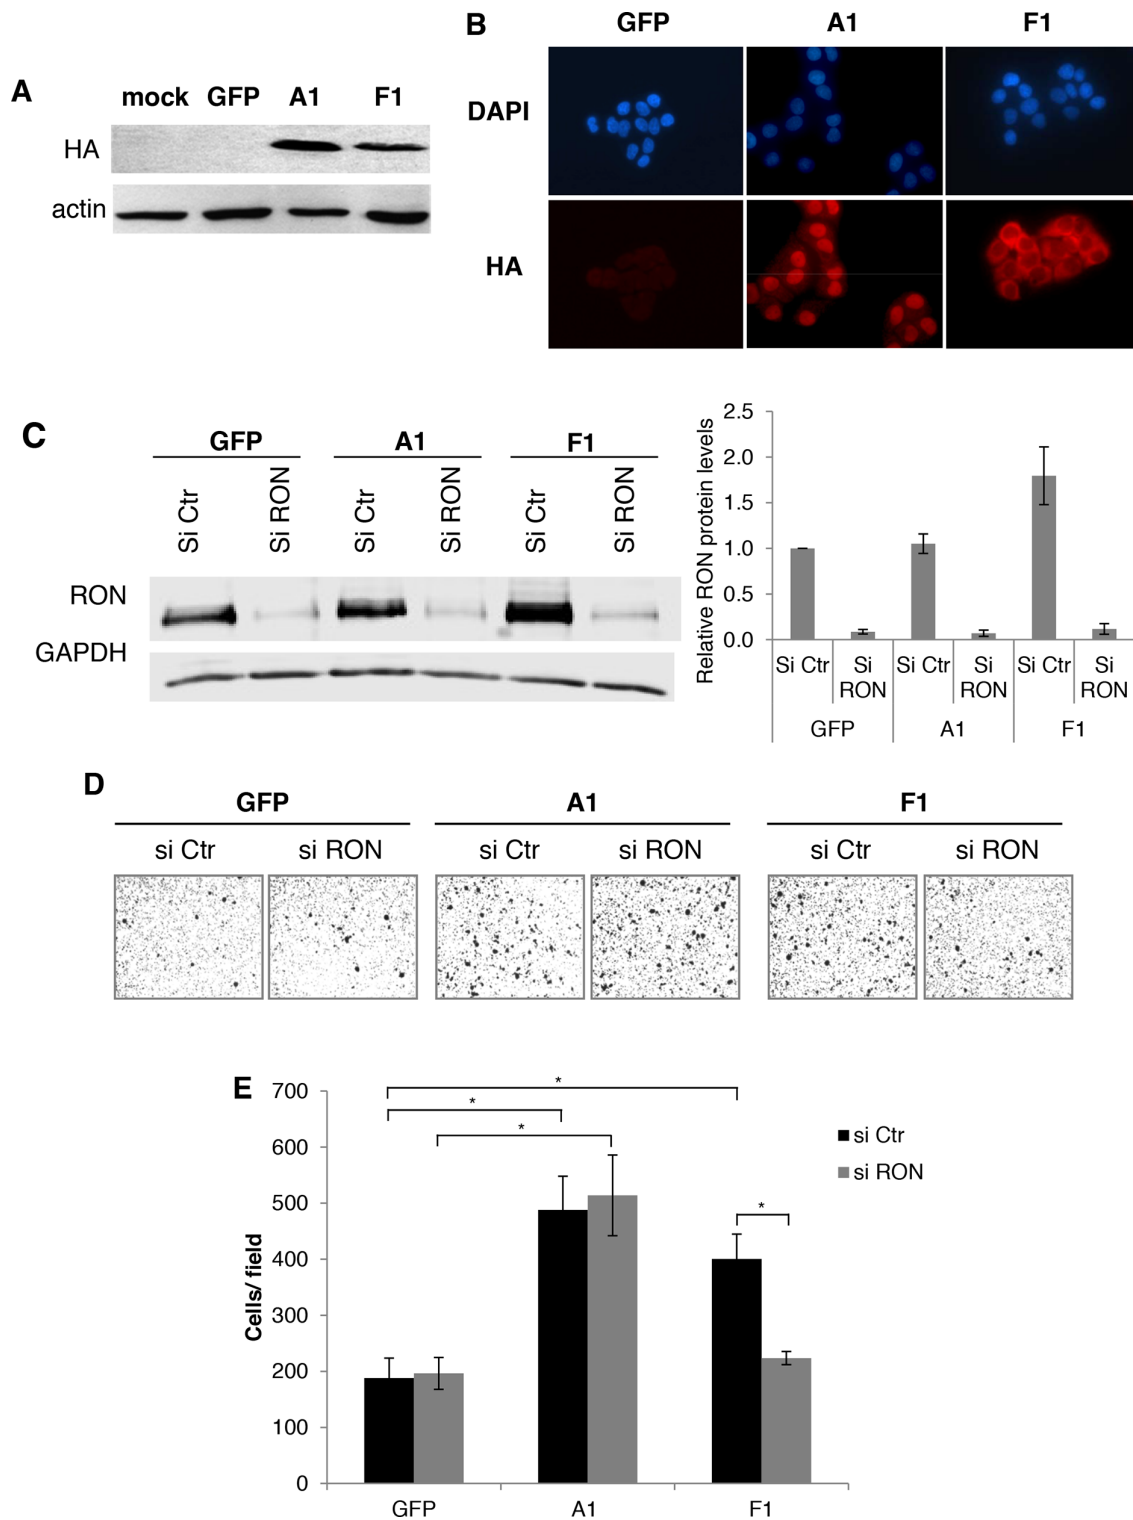 A
mock GFP A1 F1
HA
actin
B
GFP A1 F1
DAPI
HA
C
GFP A1 F1
Si Ctr Si RON Si Ctr Si RON Si Ctr Si RON
RON
GAPDH
Relative RON protein levels
2.5
2.0
1.5
1.0
0.5
0.0
Si Ctr Si RON Si Ctr Si RON Si Ctr Si RON
GFP A1 F1
D
GFP A1 F1
si Ctr si RON si Ctr si RON si Ctr si RON
E
Cells/ field
700
600
500
400
300
200
100
0
* * * *
si Ctr
si RON
GFP A1 F1